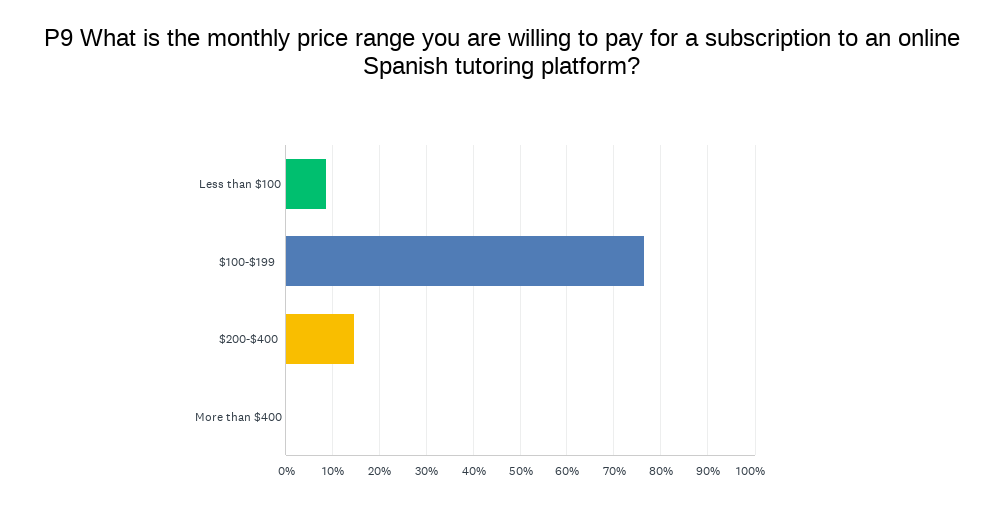 P9 What is the monthly price range you are willing to pay for a subscription to an online
Spanish tutoring platform?
Less than $100
$100-$199
$200-$400
More than $400
0% 10% 20% 30% 40% 50% 60% 70% 80% 90% 100%